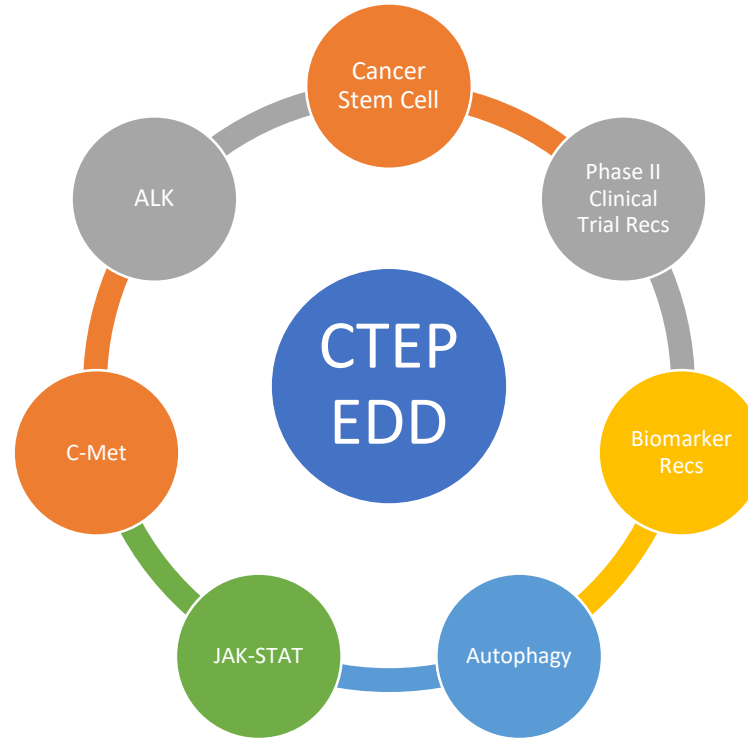 Cancer
Stem Cell
Phase II
Clinical
Trial Recs
ALK
CTEP
EDD
C-Met
Biomarker
Recs
JAK-STAT
Autophagy